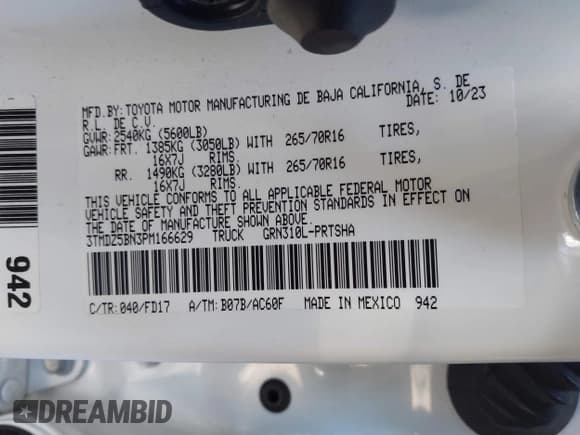 MFD. BY: TOYOTA MOTOR MANUFACTURING DE BAJA CALIFORNIA, S. DE
R.L. DE C.V. DATE: 10/23
GVWR: 2540KG (5600LB)
GAWR: FRT. 1385KG (3050LB) WITH 265/70R16 TIRES,
16X7J RIMS.
RR. 1490KG (3280LB) WITH 265/70R16 TIRES,
16X7J RIMS.
THIS VEHICLE CONFORMS TO ALL APPLICABLE FEDERAL MOTOR
VEHICLE SAFETY AND THEFT PREVENTION STANDARDS IN EFFECT ON
THE DATE OF MANUFACTURE SHOWN ABOVE.
3TMDZ5BN3PM166629 TRUCK GRN310L-PRTSHA
C/TR: 040/FD17 A/TM: B07B/AC60F MADE IN MEXICO 942
942
DREAMBID